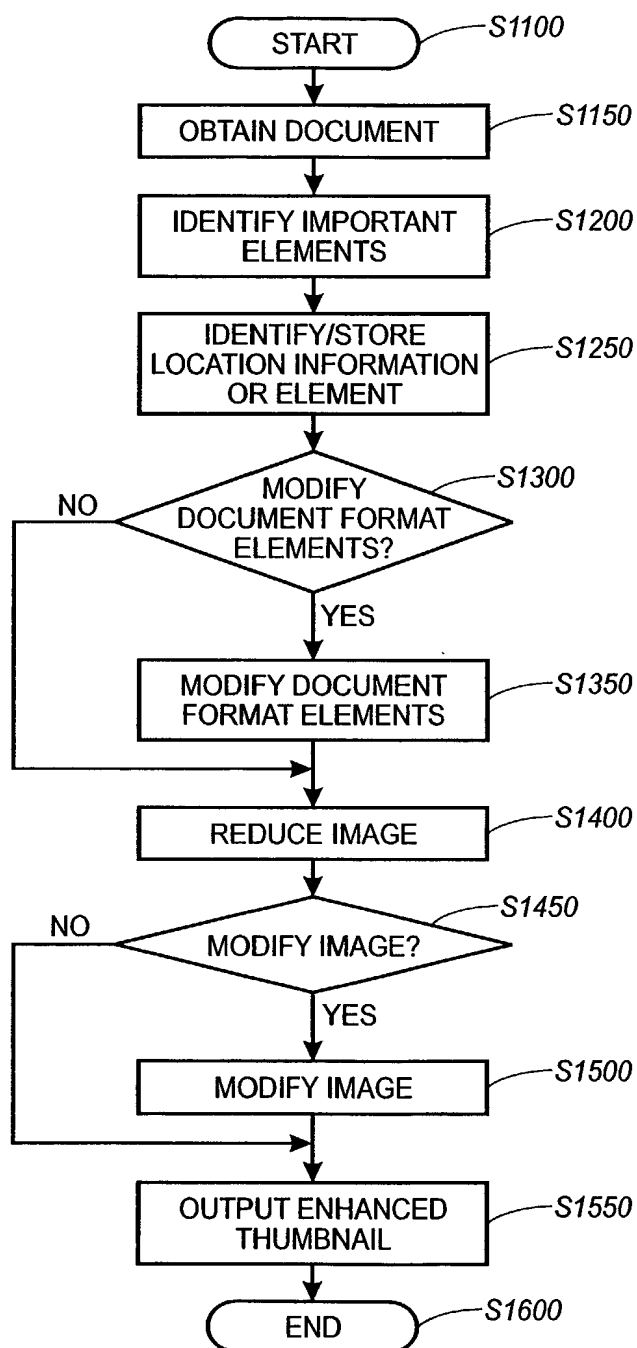 START
S1100
OBTAIN DOCUMENT
S1150
IDENTIFY IMPORTANT
ELEMENTS
S1200
IDENTIFY/STORE
LOCATION INFORMATION
OR ELEMENT
S1250
MODIFY
DOCUMENT FORMAT
ELEMENTS?
S1300
NO
YES
MODIFY DOCUMENT
FORMAT ELEMENTS
S1350
REDUCE IMAGE
S1400
MODIFY IMAGE?
S1450
NO
YES
MODIFY IMAGE
S1500
OUTPUT ENHANCED
THUMBNAIL
S1550
END
S1600